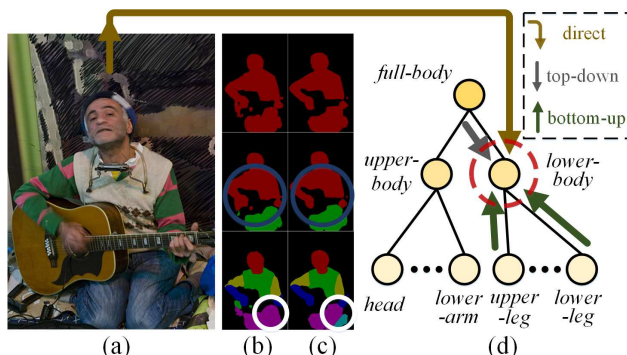 direct
top-down
bottom-up
full-body
upper-
body
lower-
body
head
lower
-arm
upper
-leg
lower
-leg
(a)
(b)
(c)
(d)